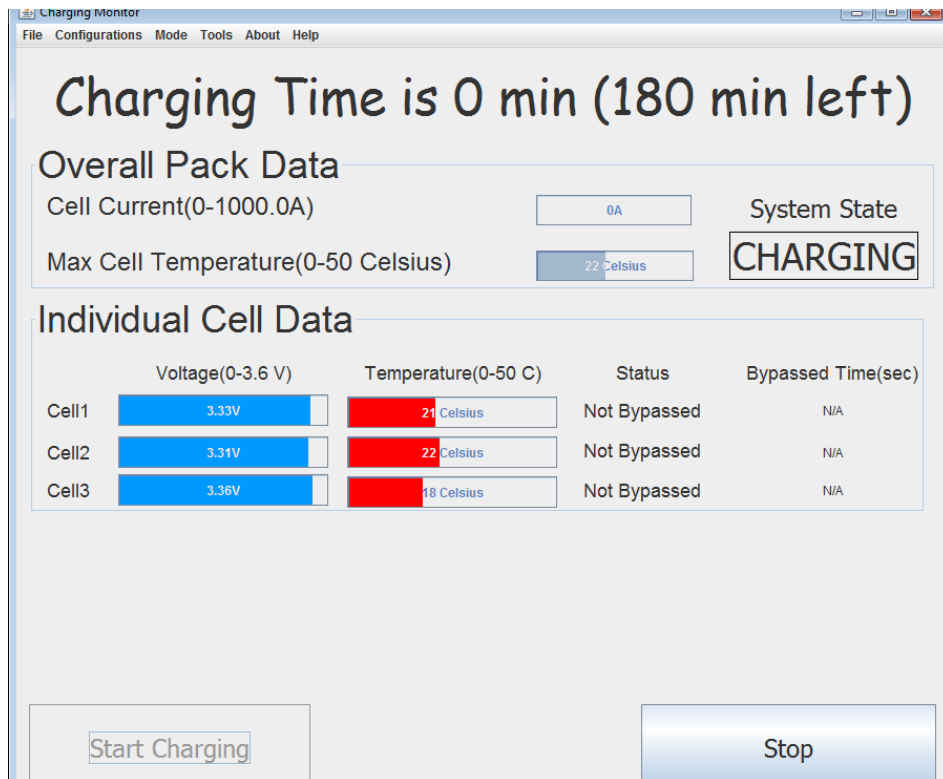 Charging Monitor
File Configurations Mode Tools About Help
Charging Time is 0 min (180 min left)
Overall Pack Data
Cell Current(0-1000.0A) 0A System State
Max Cell Temperature(0-50 Celsius) 22 Celsius CHARGING
Individual Cell Data
Voltage(0-3.6 V) Temperature(0-50 C) Status Bypassed Time(sec)
Cell1 3.33V 21 Celsius Not Bypassed N/A
Cell2 3.31V 22 Celsius Not Bypassed N/A
Cell3 3.36V 18 Celsius Not Bypassed N/A
Start Charging Stop